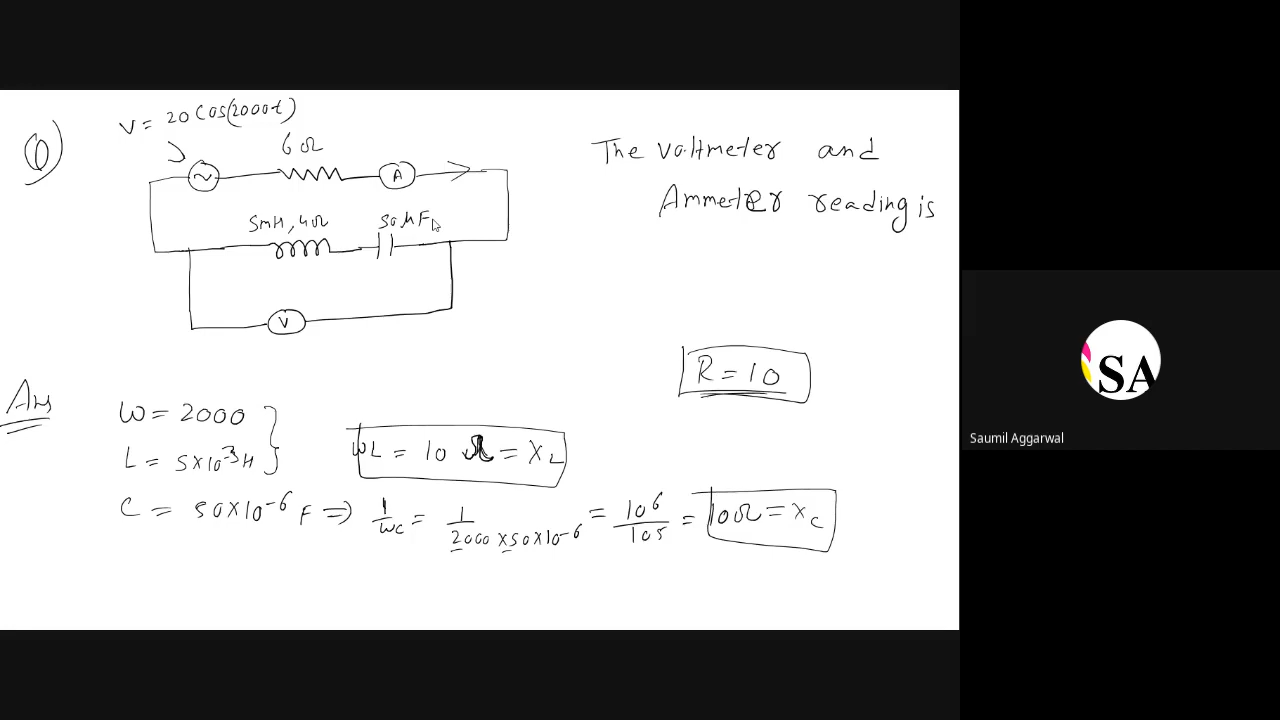 Q)
V = 20 cos(2000t)
6Ω
A
5mH, 4Ω 50μF
V
The voltmeter and
Ammeter reading is
R = 10
Ans
ω = 2000
L = 5×10⁻³H
ωL = 10 Ω = X_L
C = 50×10⁻⁶ F ⇒ 1/ωC = 1/2000×50×10⁻⁶ = 10⁶/10⁵ = 10Ω = X_C
SA
Saumil Aggarwal